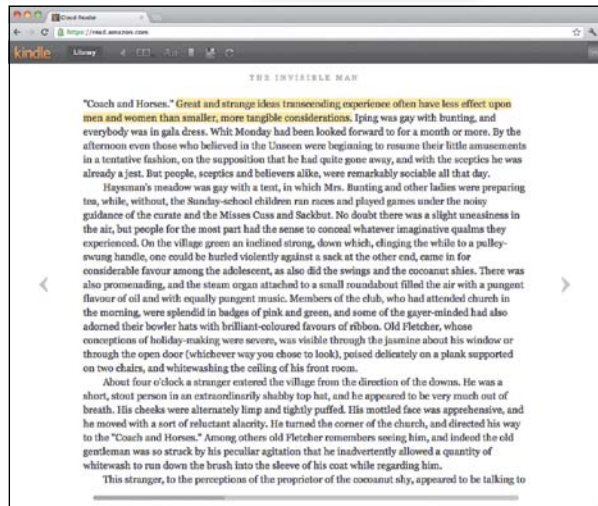 Cloud Reader
https://read.amazon.com
kindle Library Aa
THE INVISIBLE MAN
"Coach and Horses." Great and strange ideas transcending experience often have less effect upon
men and women than smaller, more tangible considerations. Iping was gay with bunting, and
everybody was in gala dress. Whit Monday had been looked forward to for a month or more. By the
afternoon even those who believed in the Unseen were beginning to resume their little amusements
in a tentative fashion, on the supposition that he had quite gone away, and with the sceptics he was
already a jest. But people, sceptics and believers alike, were remarkably sociable all that day.
Haysman's meadow was gay with a tent, in which Mrs. Bunting and other ladies were preparing
tea, while, without, the Sunday-school children ran races and played games under the noisy
guidance of the curate and the Misses Cuss and Sackbut. No doubt there was a slight uneasiness in
the air, but people for the most part had the sense to conceal whatever imaginative qualms they
experienced. On the village green an inclined strong, down which, clinging the while to a pulley-
swung handle, one could be hurled violently against a sack at the other end, came in for
considerable favour among the adolescent, as also did the swings and the cocoanut shies. There was
also promenading, and the steam organ attached to a small roundabout filled the air with a pungent
flavour of oil and with equally pungent music. Members of the club, who had attended church in
the morning, were splendid in badges of pink and green, and some of the gayer-minded had also
adorned their bowler hats with brilliant-coloured favours of ribbon. Old Fletcher, whose
conceptions of holiday-making were severe, was visible through the jasmine about his window or
through the open door (whichever way you chose to look), poised delicately on a plank supported
on two chairs, and whitewashing the ceiling of his front room.
About four o'clock a stranger entered the village from the direction of the downs. He was a
short, stout person in an extraordinarily shabby top hat, and he appeared to be very much out of
breath. His cheeks were alternately limp and tightly puffed. His mottled face was apprehensive, and
he moved with a sort of reluctant alacrity. He turned the corner of the church, and directed his way
to the "Coach and Horses." Among others old Fletcher remembers seeing him, and indeed the old
gentleman was so struck by his peculiar agitation that he inadvertently allowed a quantity of
whitewash to run down the brush into the sleeve of his coat while regarding him.
This stranger, to the perceptions of the proprietor of the cocoanut shy, appeared to be talking to